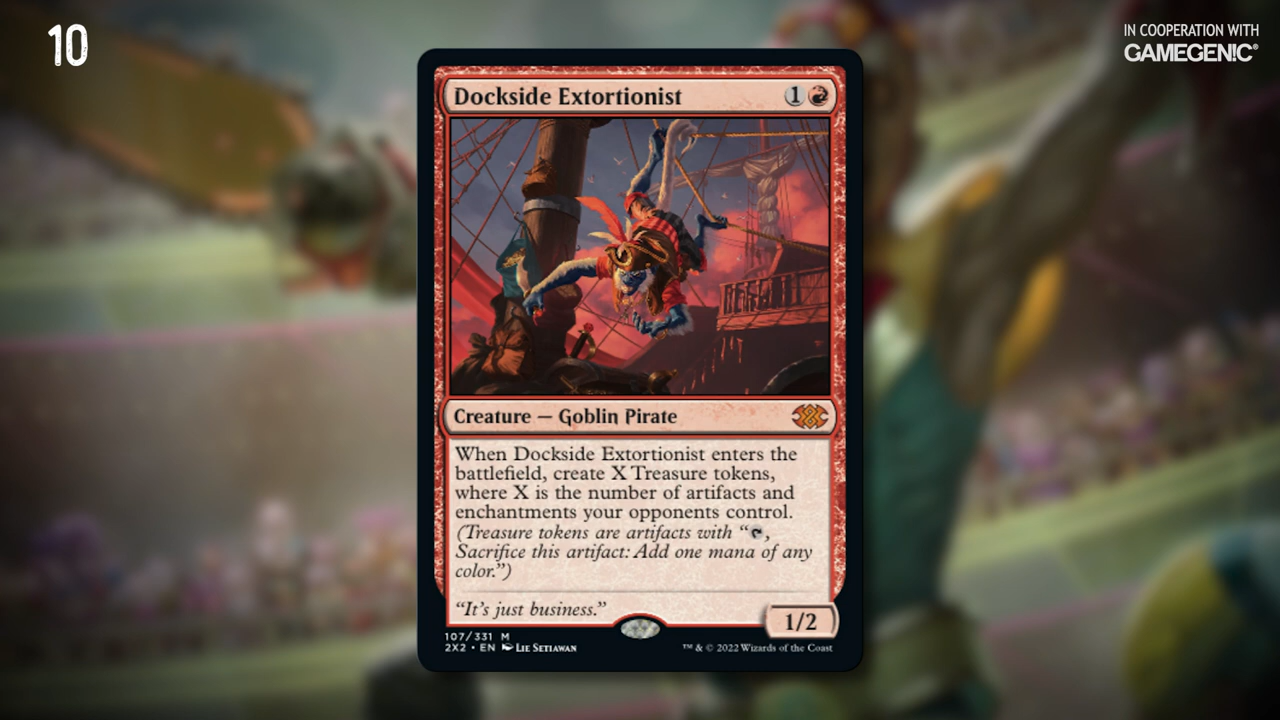 10
IN COOPERATION WITH
GAMEGENIC®
Dockside Extortionist 1
Creature — Goblin Pirate
When Dockside Extortionist enters the
battlefield, create X Treasure tokens,
where X is the number of artifacts and
enchantments your opponents control.
(Treasure tokens are artifacts with “,
Sacrifice this artifact: Add one mana of any
color.”)
“It’s just business.”
1/2
107/331 M
2X2 • EN Lie Setiawan
™ & © 2022 Wizards of the Coast